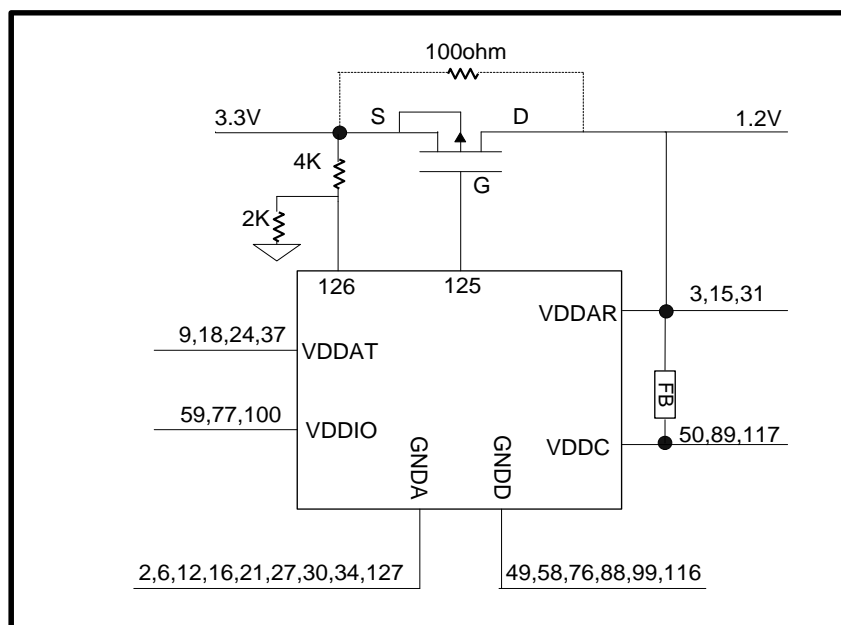 100ohm
3.3V
S
D
1.2V
4K
G
2K
126
125
3,15,31
VDDAR
9,18,24,37
VDDAT
FB
59,77,100
VDDIO
GNDA
GNDD
VDDC
50,89,117
2,6,12,16,21,27,30,34,127
49,58,76,88,99,116